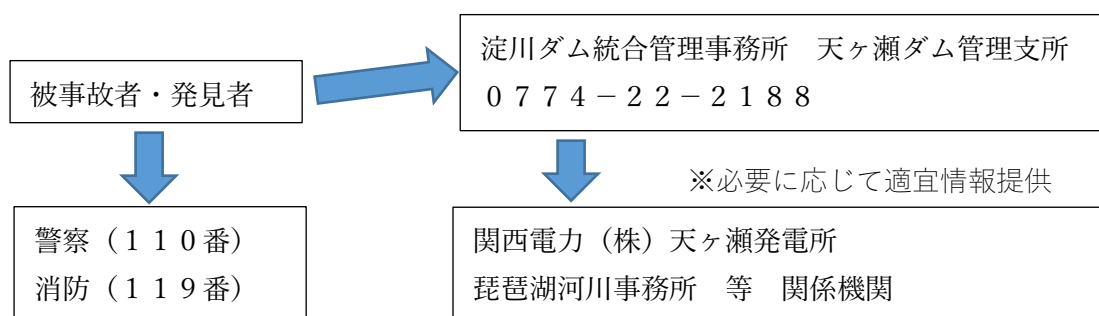 淀川ダム統合管理事務所　天ヶ瀬ダム管理支所
０７７４－２２－２１８８
被事故者・発見者
※必要に応じて適宜情報提供
警察（１１０番）
消防（１１９番）
関西電力（株）天ヶ瀬発電所
琵琶湖河川事務所　等　関係機関